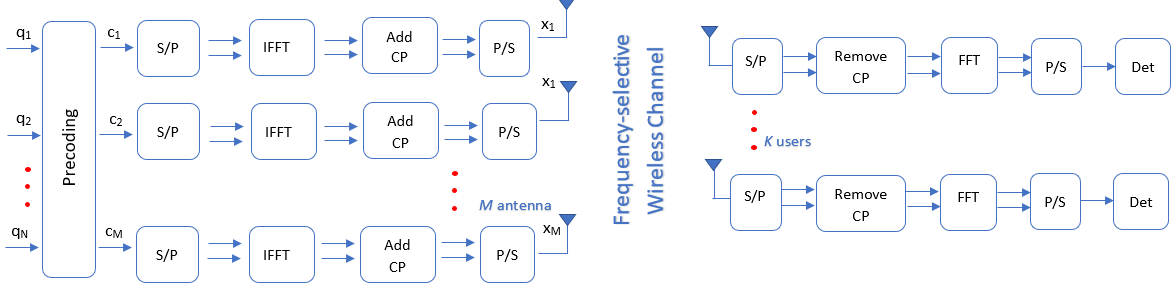 q₁ c₁ S/P IFFT Add CP P/S x₁
q₂ c₂ S/P IFFT Add CP P/S x₁
Precoding
M antenna
qN cM S/P IFFT Add CP P/S xM
Frequency-selective
Wireless Channel
S/P Remove CP FFT P/S Det
K users
S/P Remove CP FFT P/S Det